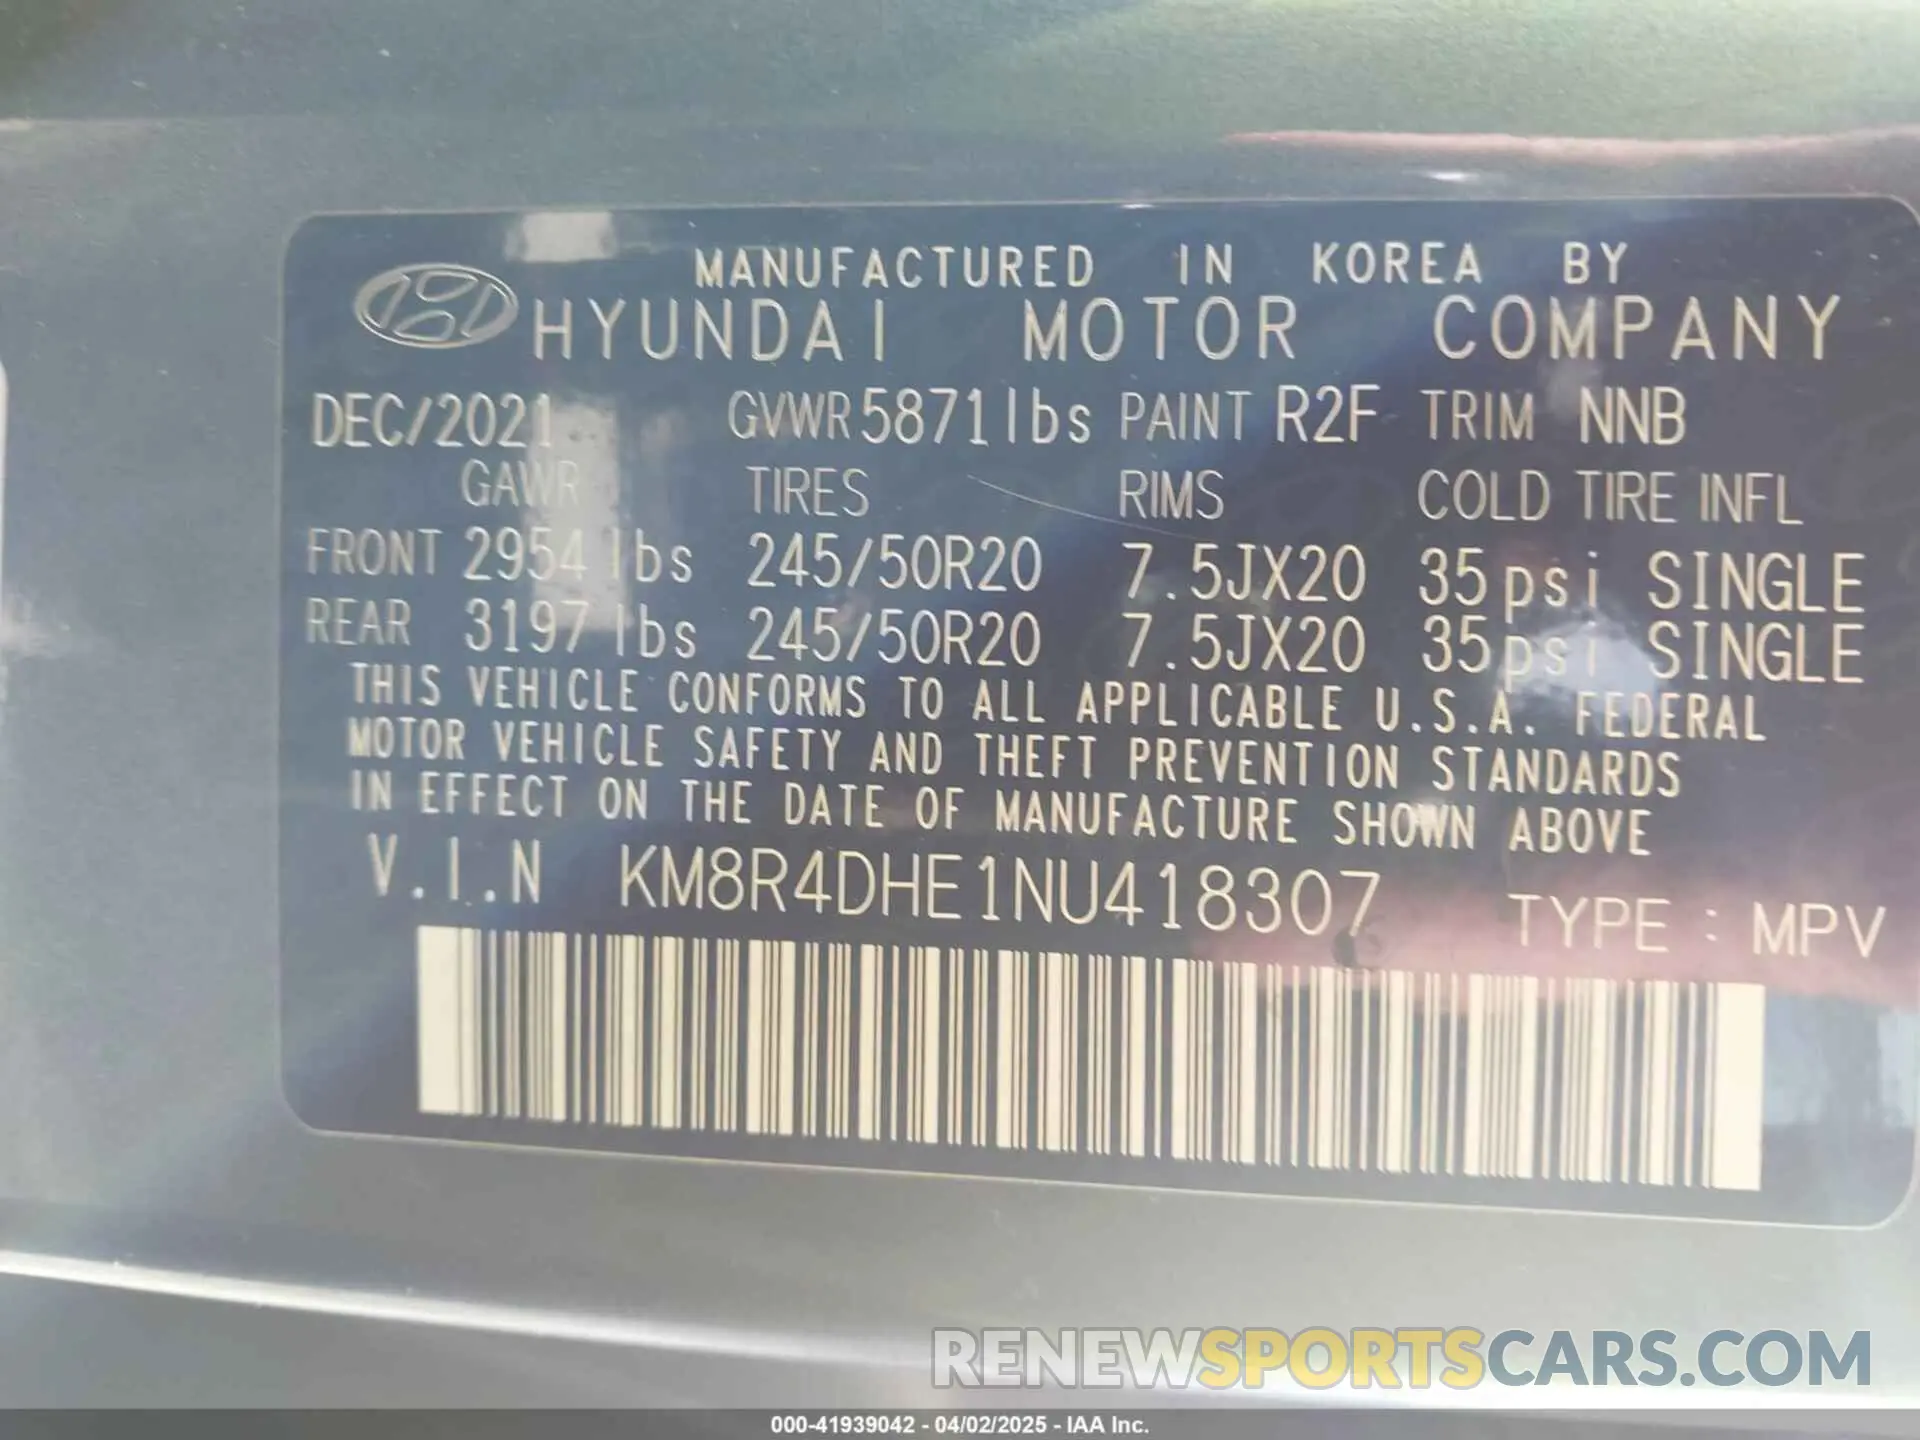 MANUFACTURED IN KOREA BY
HYUNDAI MOTOR COMPANY
DEC/2021 GVWR 5871lbs PAINT R2F TRIM NNB
GAWR TIRES RIMS COLD TIRE INFL
FRONT 2954 lbs 245/50R20 7.5JX20 35psi SINGLE
REAR 3197 lbs 245/50R20 7.5JX20 35psi SINGLE
THIS VEHICLE CONFORMS TO ALL APPLICABLE U.S.A. FEDERAL
MOTOR VEHICLE SAFETY AND THEFT PREVENTION STANDARDS
IN EFFECT ON THE DATE OF MANUFACTURE SHOWN ABOVE
V.I.N KM8R4DHE1NU418307 TYPE : MPV
RENEWSPORTSCARS.COM
000-41939042 - 04/02/2025 - IAA Inc.